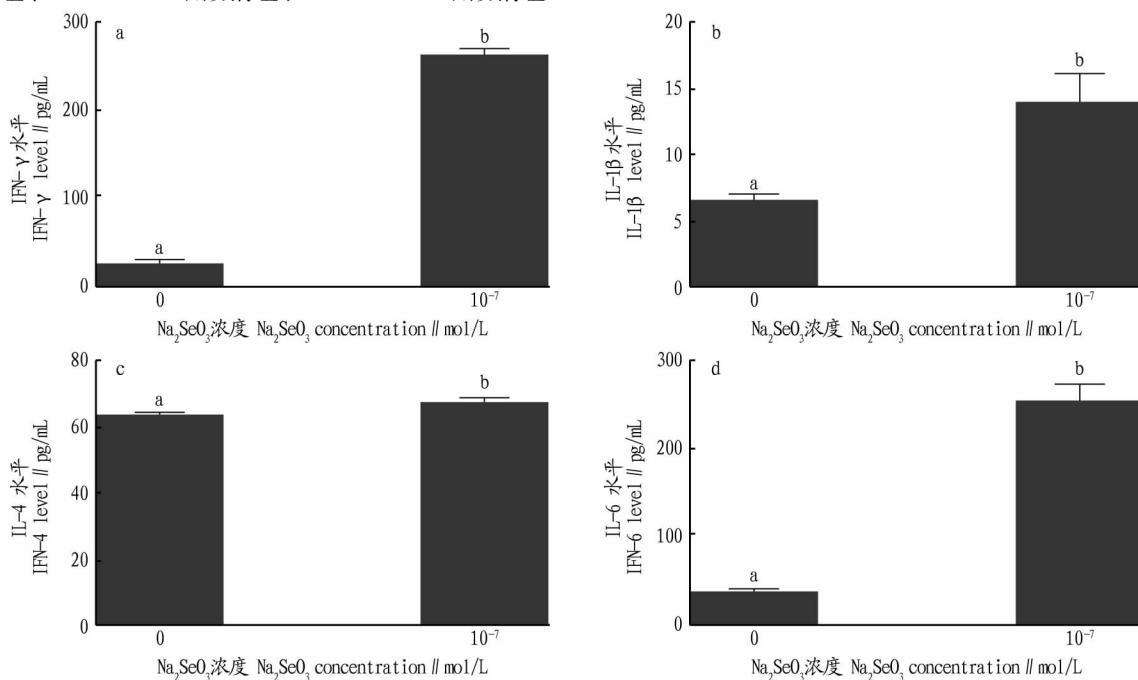 a
300
200
100
0
IFN-γ 水平
IFN-γ level // pg/mL
a
b
0
10⁻⁷
Na₂SeO₃浓度 Na₂SeO₃ concentration // mol/L
b
20
15
10
5
0
IL-1β 水平
IL-1β level // pg/mL
a
b
0
10⁻⁷
Na₂SeO₃浓度 Na₂SeO₃ concentration // mol/L
c
80
60
40
20
0
IL-4 水平
IFN-4 level // pg/mL
a
b
0
10⁻⁷
Na₂SeO₃浓度 Na₂SeO₃ concentration // mol/L
d
300
200
100
0
IL-6 水平
IFN-6 level // pg/mL
a
b
0
10⁻⁷
Na₂SeO₃浓度 Na₂SeO₃ concentration // mol/L